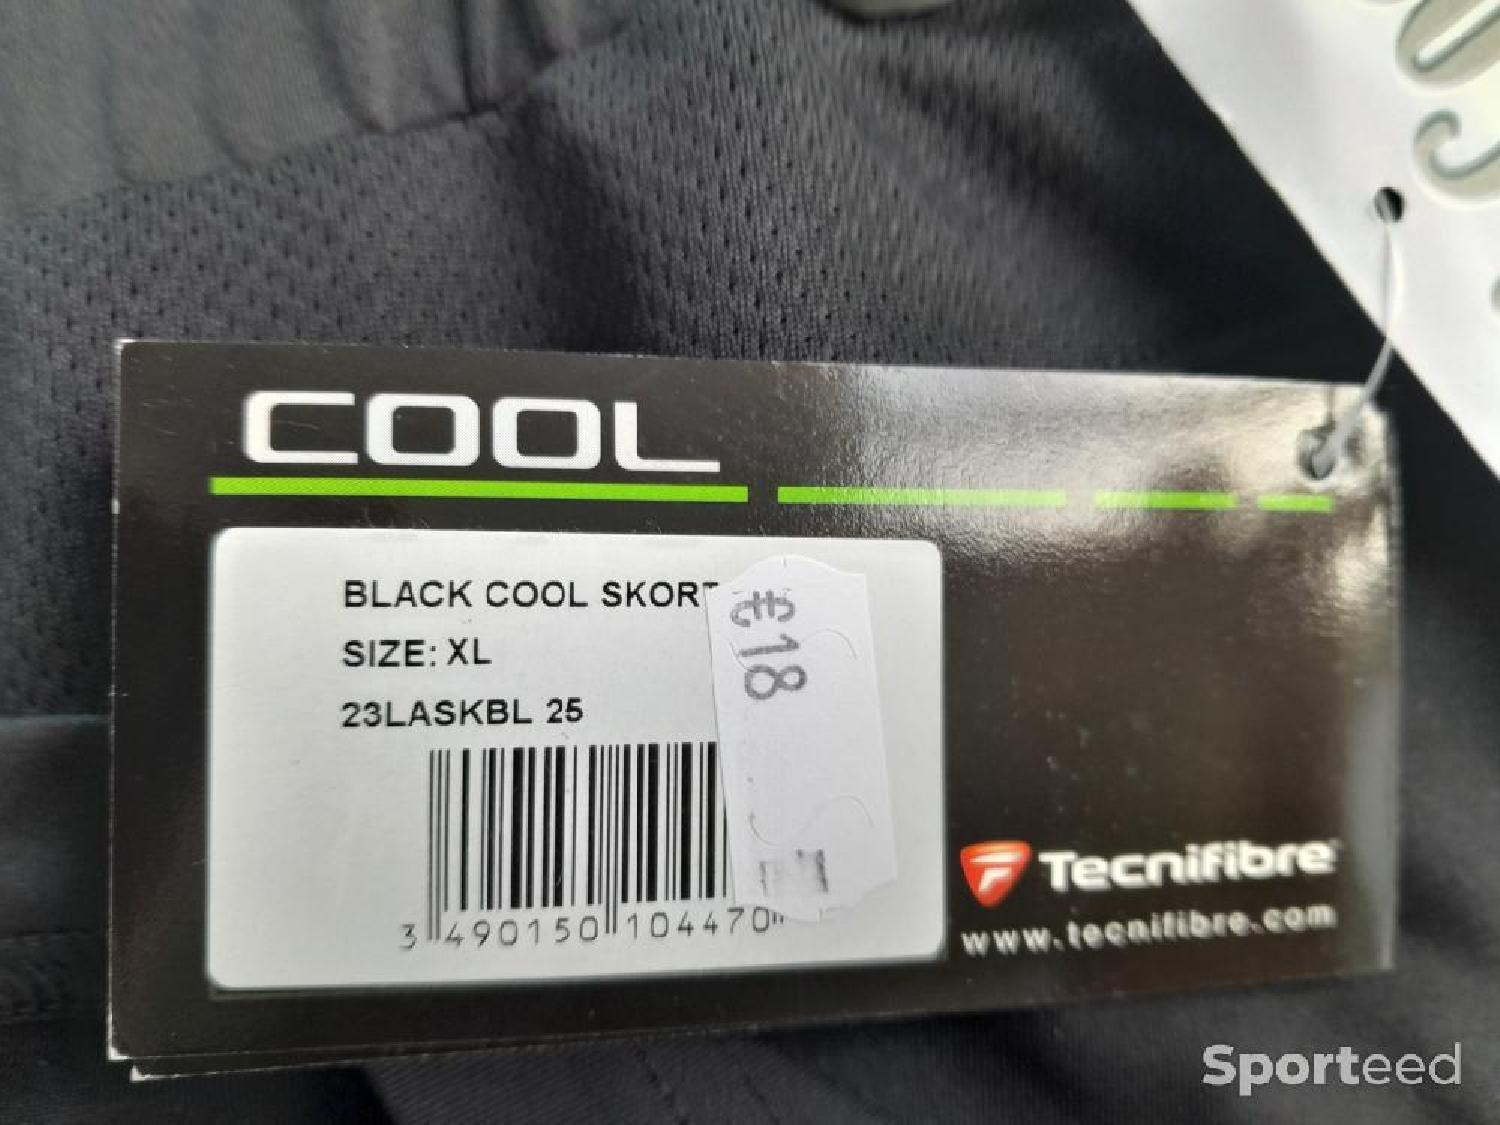 COOL
BLACK COOL SKORT
SIZE: XL
23LASKBL 25
€18
3 490150 104470
Tecnifibre
www.tecnifibre.com
Sporteed